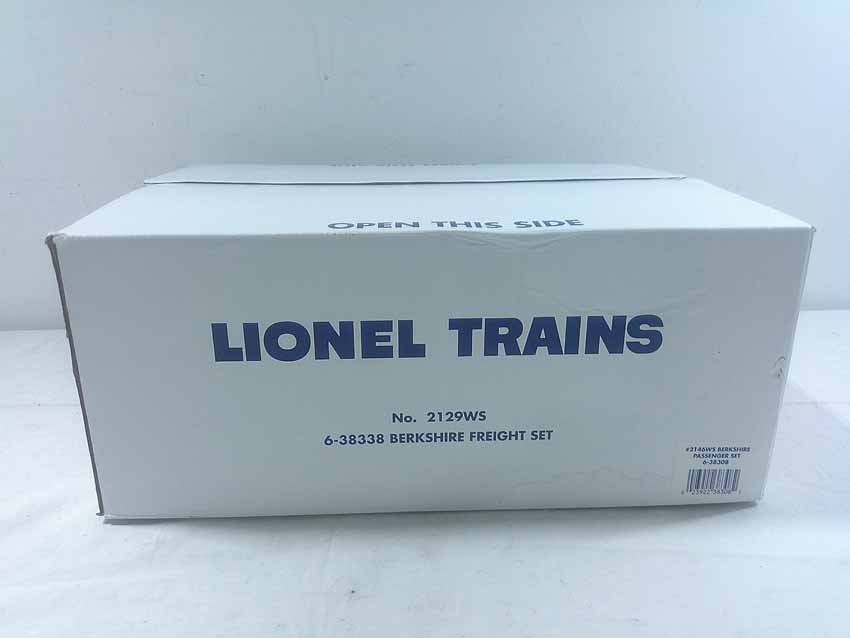 OPEN THIS SIDE
LIONEL TRAINS
No. 2129WS
6-38338 BERKSHIRE FREIGHT SET
#2146WS BERKSHIRE
PASSENGER SET
6-38308